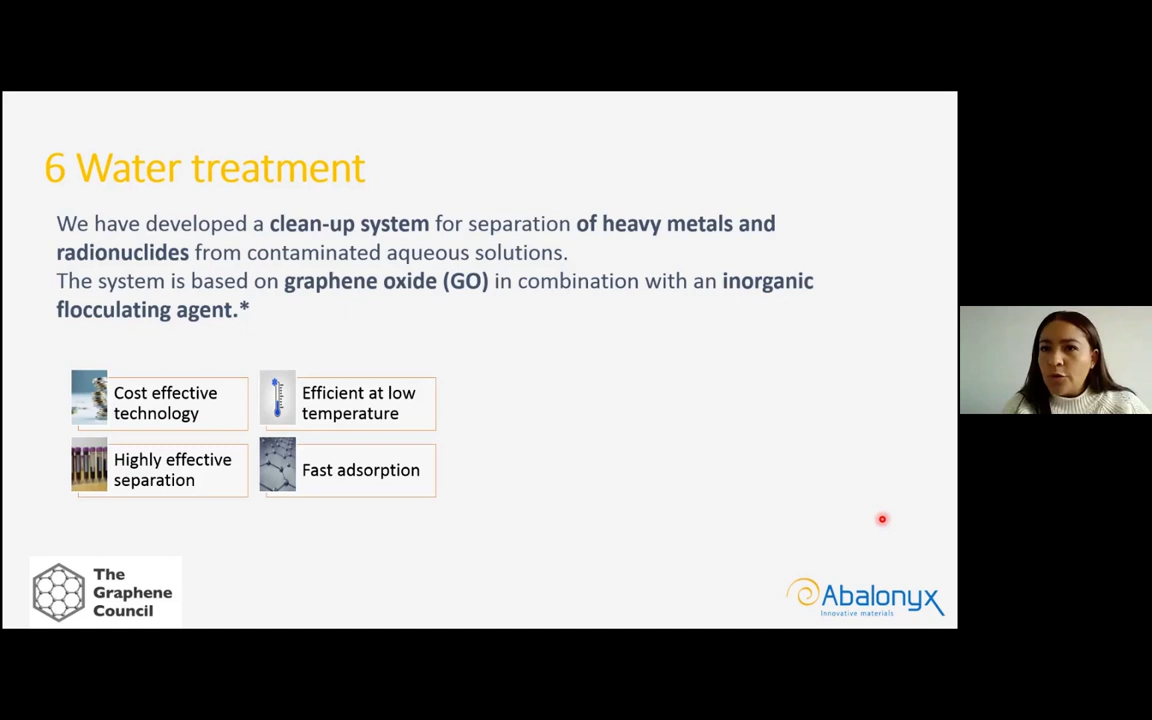 6 Water treatment
We have developed a clean-up system for separation of heavy metals and
radionuclides from contaminated aqueous solutions.
The system is based on graphene oxide (GO) in combination with an inorganic
flocculating agent.*
Cost effective
technology
Efficient at low
temperature
Highly effective
separation
Fast adsorption
The
Graphene
Council
Abalonyx
Innovative materials